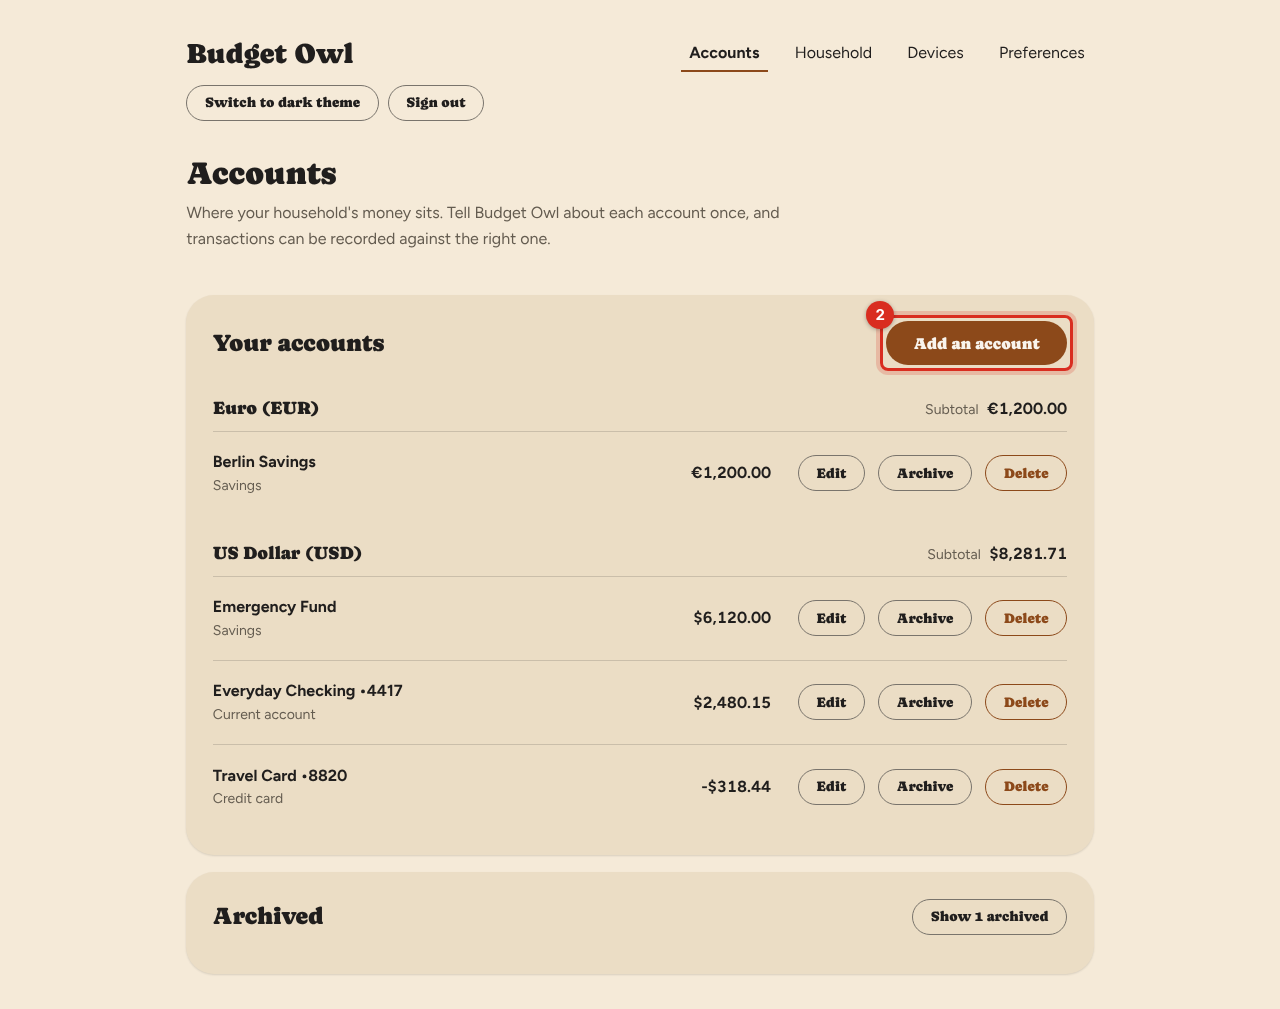 Budget Owl
Accounts Household Devices Preferences
Switch to dark theme Sign out
Accounts
Where your household's money sits. Tell Budget Owl about each account once, and
transactions can be recorded against the right one.
2
Your accounts Add an account
Euro (EUR) Subtotal €1,200.00
Berlin Savings
Savings
€1,200.00 Edit Archive Delete
US Dollar (USD) Subtotal $8,281.71
Emergency Fund
Savings
$6,120.00 Edit Archive Delete
Everyday Checking •4417
Current account
$2,480.15 Edit Archive Delete
Travel Card •8820
Credit card
-$318.44 Edit Archive Delete
Archived Show 1 archived